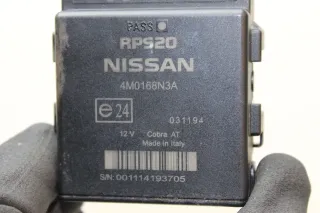 PASS
RPS20
NISSAN
4M0188N3A
e24
031194
12 V Cobra AT
Made in Italy
S/N: 001114193705